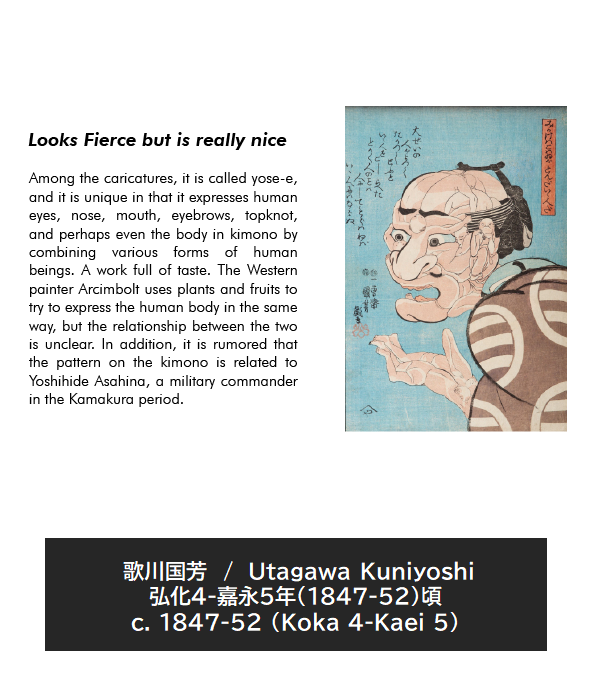 Looks Fierce but is really nice
Among the caricatures, it is called yose-e,
and it is unique in that it expresses human
eyes, nose, mouth, eyebrows, topknot,
and perhaps even the body in kimono by
combining various forms of human
beings. A work full of taste. The Western
painter Arcimbolt uses plants and fruits to
try to express the human body in the same
way, but the relationship between the two
is unclear. In addition, it is rumored that
the pattern on the kimono is related to
Yoshihide Asahina, a military commander
in the Kamakura period.
歌川国芳 / Utagawa Kuniyoshi
弘化4-嘉永5年(1847-52)頃
c. 1847-52 (Koka 4-Kaei 5)